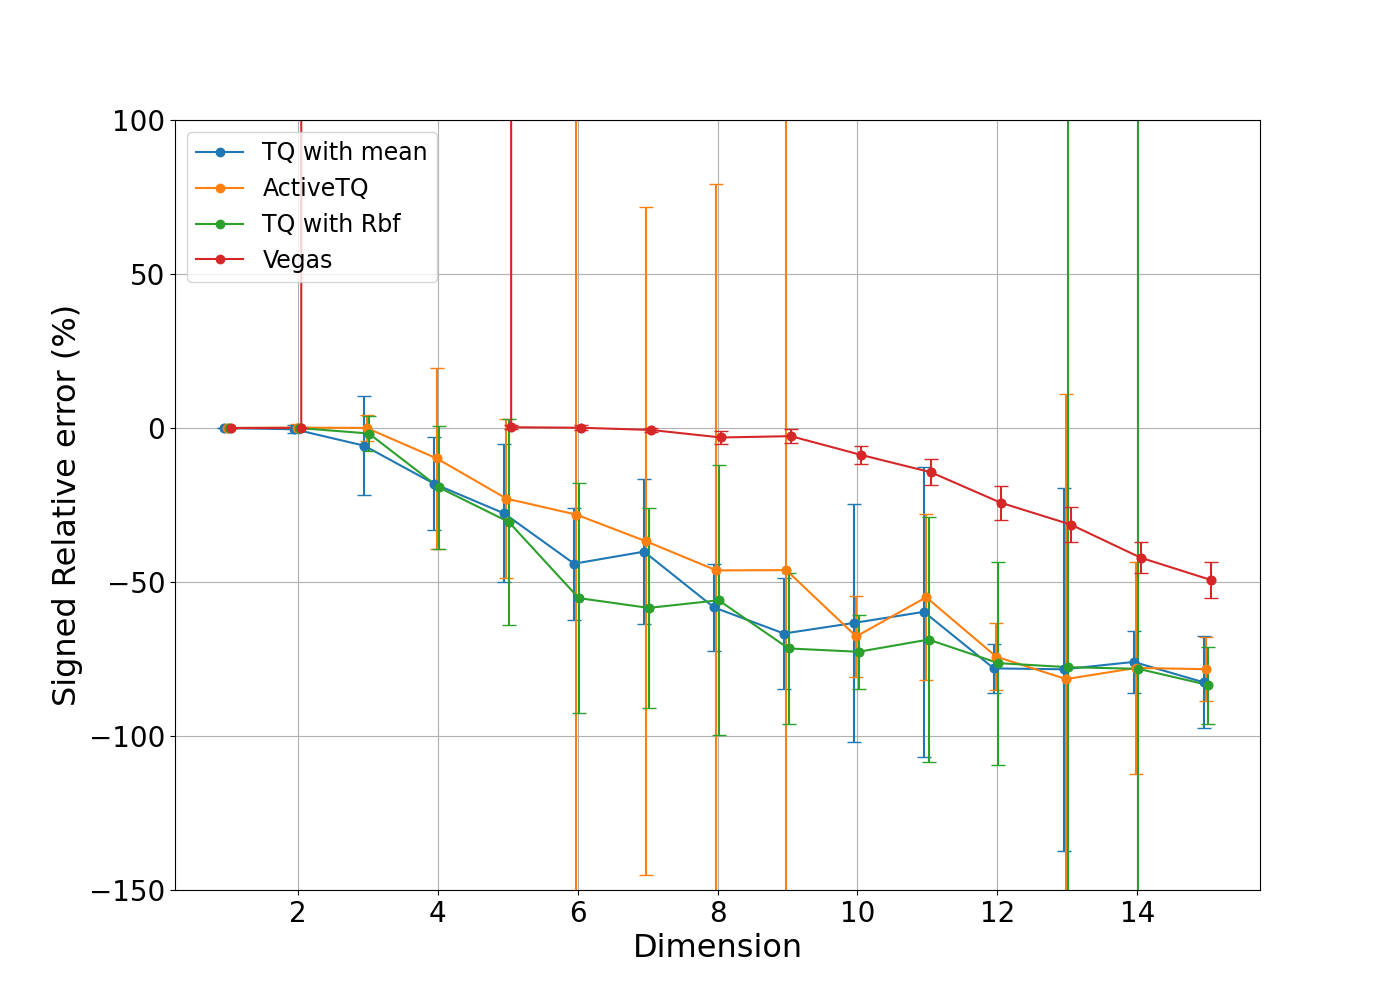 100
50
0
−50
−100
−150
Signed Relative error (%)
TQ with mean
ActiveTQ
TQ with Rbf
Vegas
2 4 6 8 10 12 14
Dimension